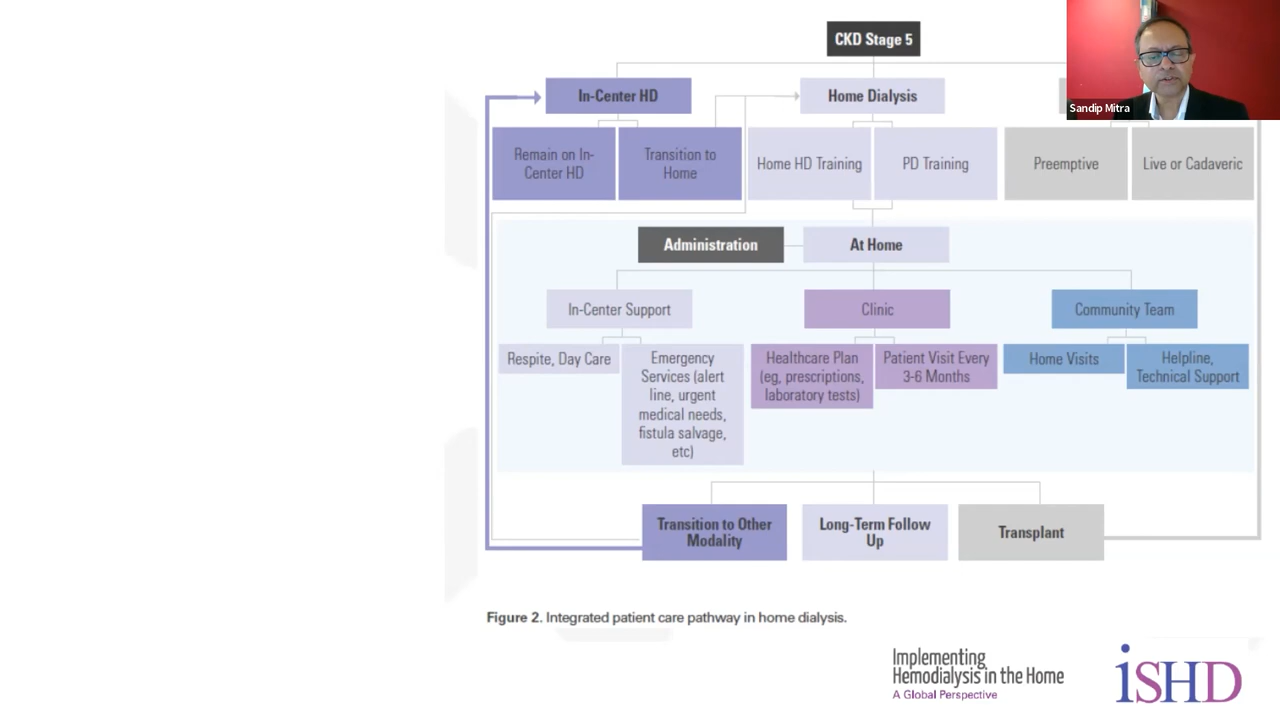 CKD Stage 5
Sandip Mitra
In-Center HD
Home Dialysis
Remain on In-
Center HD
Transition to
Home
Home HD Training
PD Training
Preemptive
Live or Cadaveric
Administration
At Home
In-Center Support
Clinic
Community Team
Respite, Day Care
Emergency
Services (alert
line, urgent
medical needs,
fistula salvage,
etc)
Healthcare Plan
(eg, prescriptions,
laboratory tests)
Patient Visit Every
3-6 Months
Home Visits
Helpline,
Technical Support
Transition to Other
Modality
Long-Term Follow
Up
Transplant
Figure 2. Integrated patient care pathway in home dialysis.
Implementing
Hemodialysis in the Home
A Global Perspective
iSHD